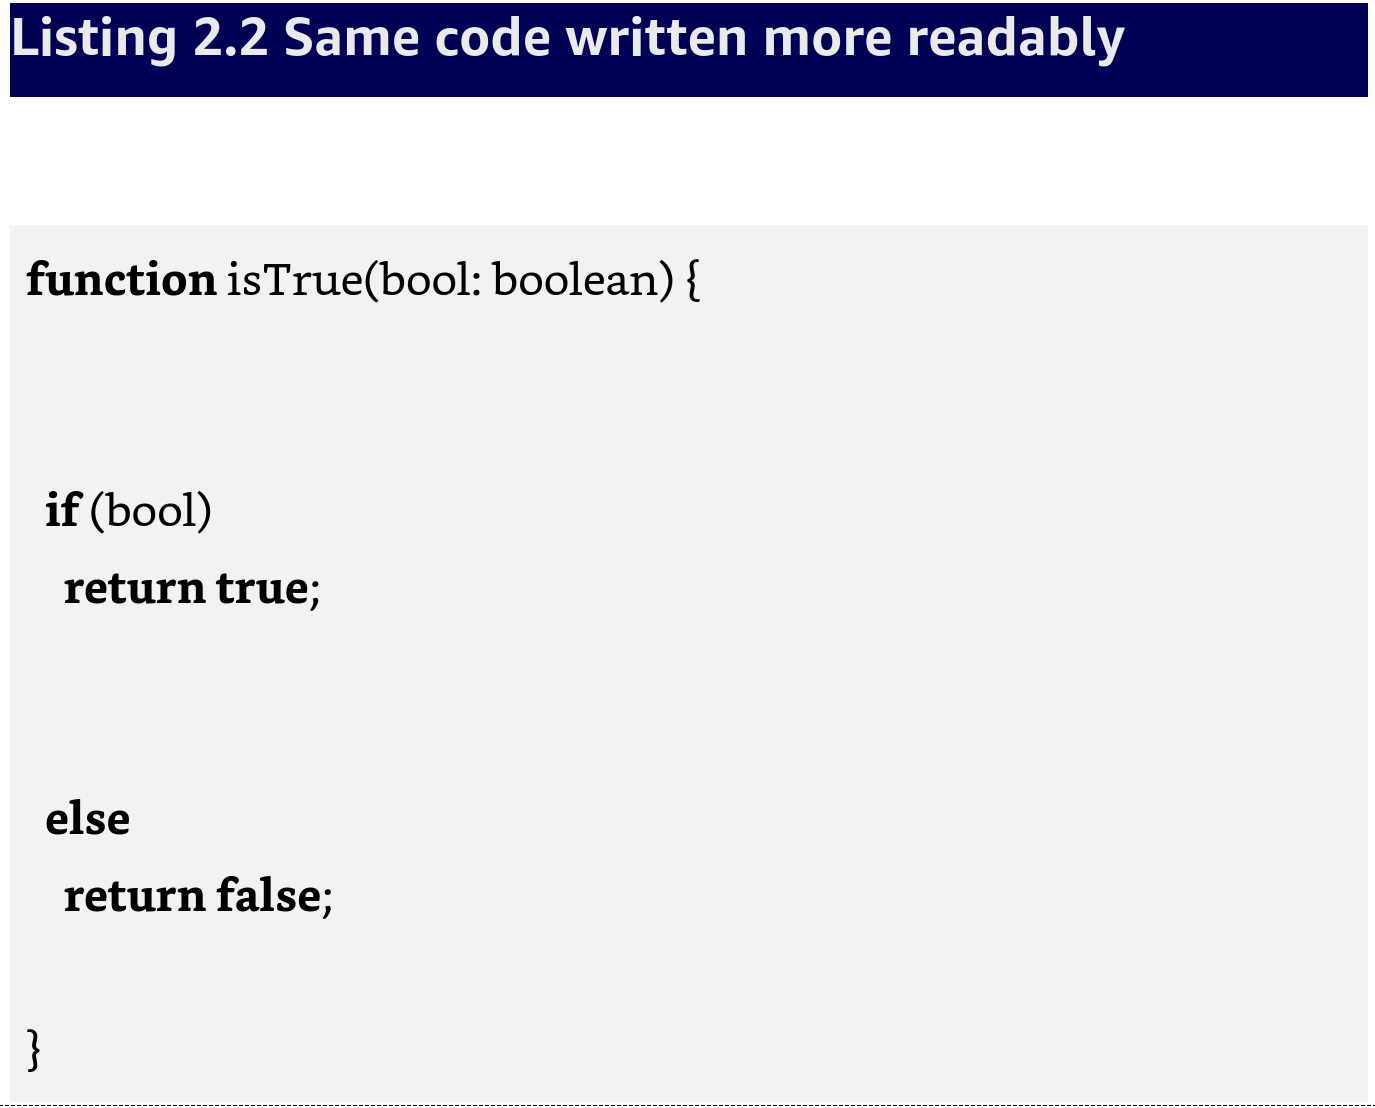 Listing 2.2 Same code written more readably
function isTrue(bool: boolean) {
if (bool)
return true;
else
return false;
}